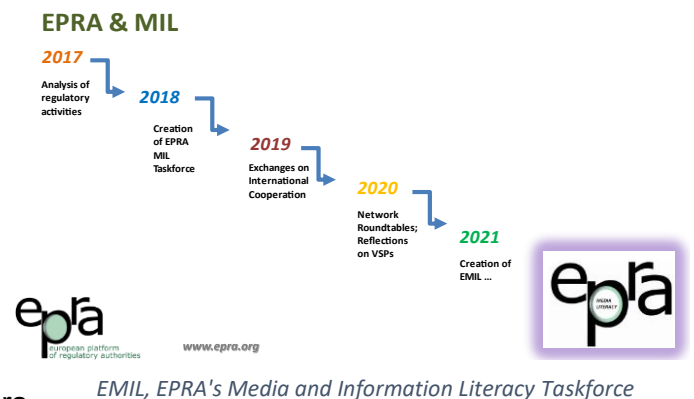 EPRA & MIL
2017
Analysis of
regulatory
activities
2018
Creation
of EPRA
MIL
Taskforce
2019
Exchanges on
International
Cooperation
2020
Network
Roundtables;
Reflections
on VSPs
2021
Creation of
EMIL ...
epra
MEDIA
LITERACY
epra
european platform
of regulatory authorities
www.epra.org
EMIL, EPRA's Media and Information Literacy Taskforce